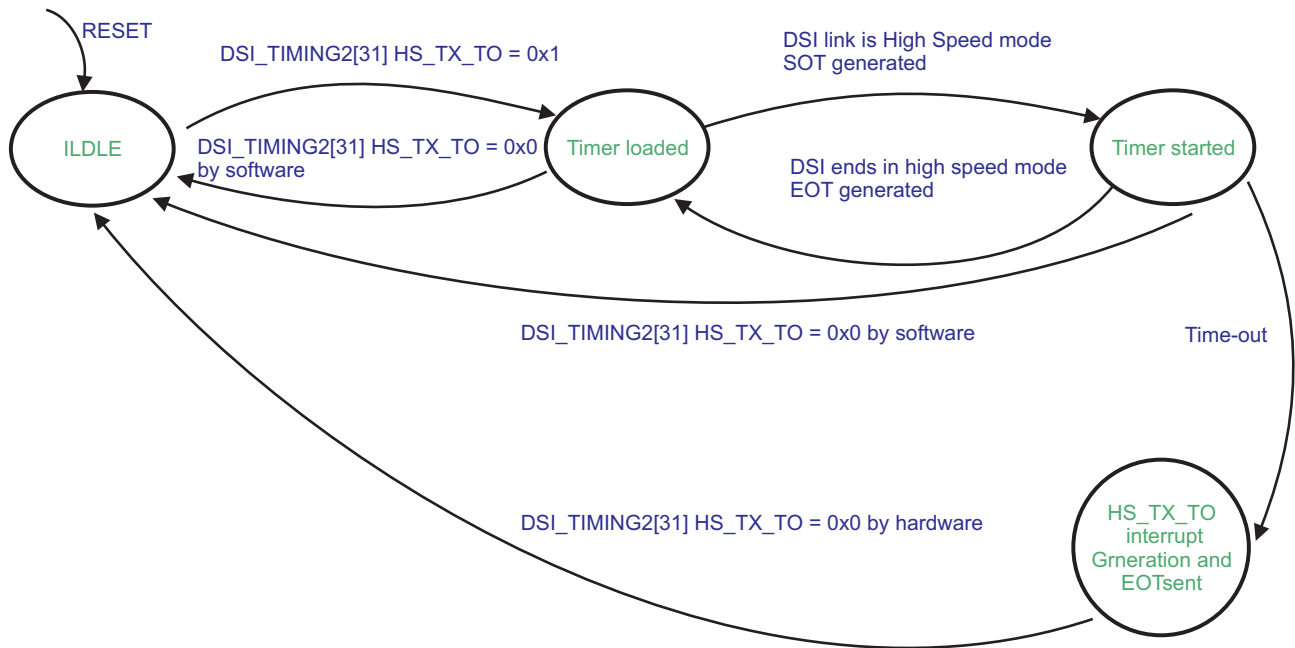 RESET
DSI_TIMING2[31] HS_TX_TO = 0x1
DSI link is High Speed mode
SOT generated
ILDLE
DSI_TIMING2[31] HS_TX_TO = 0x0
by software
Timer loaded
DSI ends in high speed mode
EOT generated
Timer started
DSI_TIMING2[31] HS_TX_TO = 0x0 by software
Time-out
DSI_TIMING2[31] HS_TX_TO = 0x0 by hardware
HS_TX_TO
interrupt
Grneration and
EOTsent